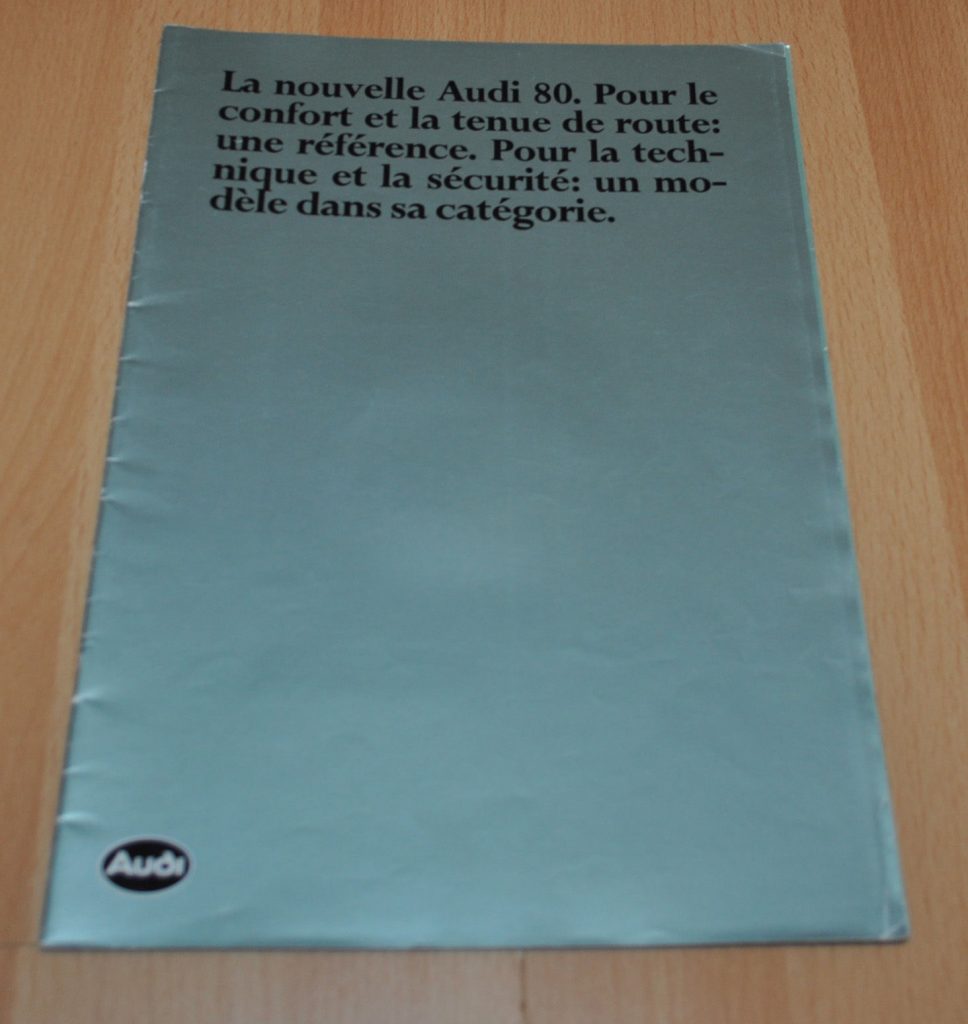 La nouvelle Audi 80. Pour le
confort et la tenue de route:
une référence. Pour la tech-
nique et la sécurité: un mo-
dèle dans sa catégorie.
Audi